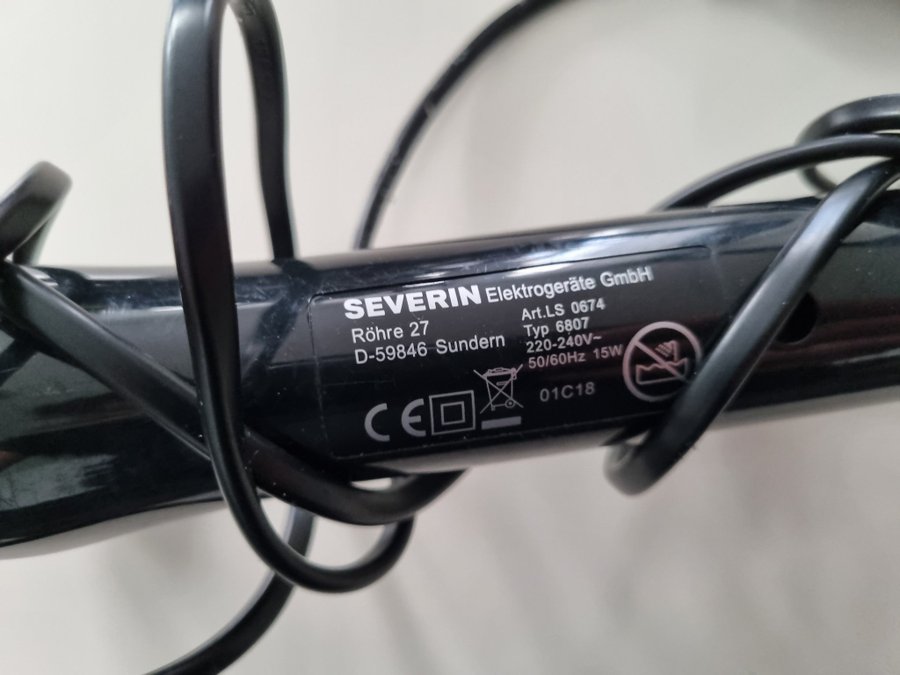 SEVERIN Elektrogeräte GmbH
Röhre 27
D-59846 Sundern
Art.LS 0674
Typ 6807
220-240V~
50/60Hz 15W
CE
01C18